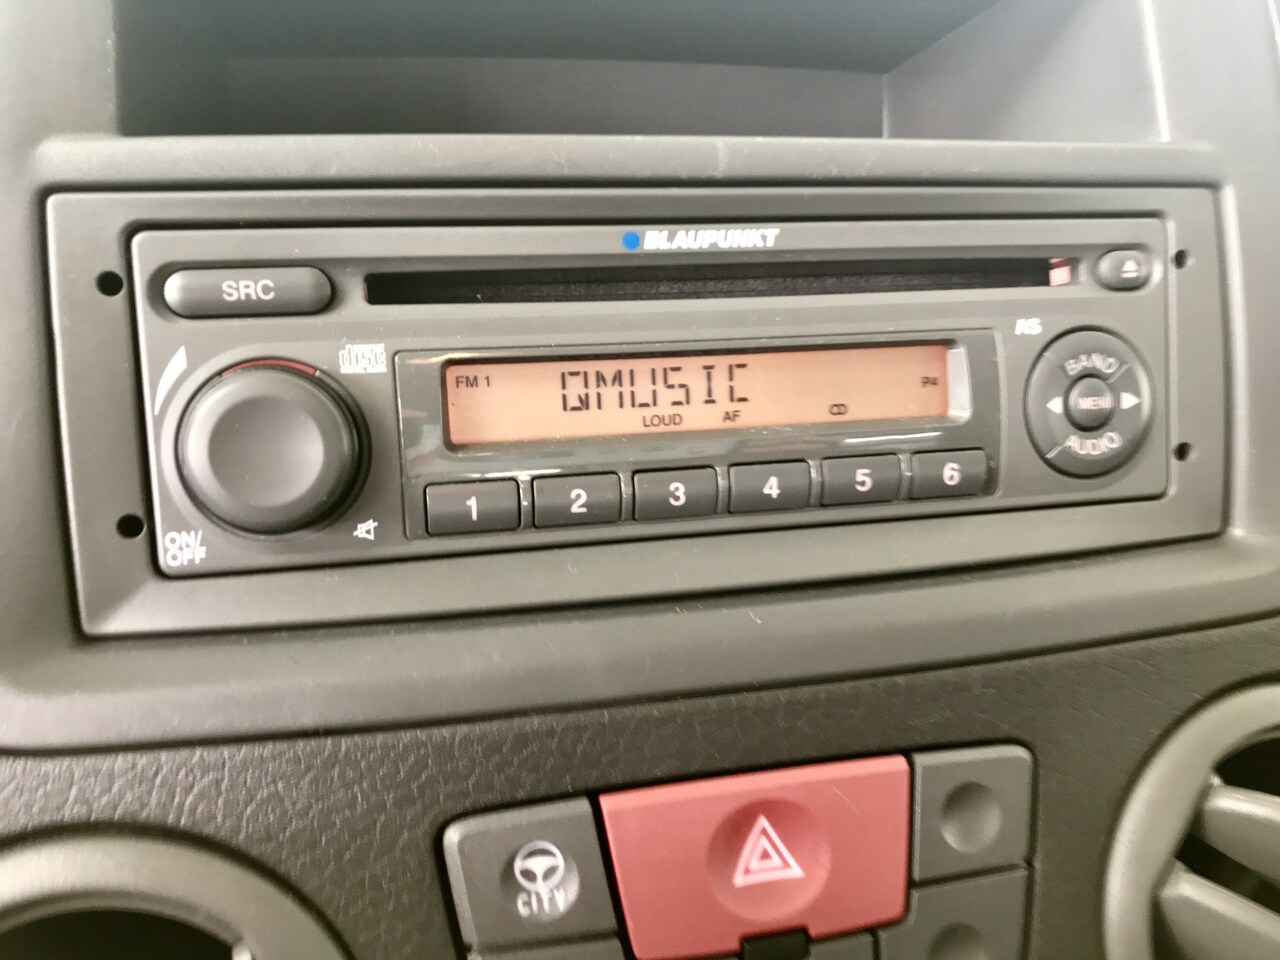 BLAUPUNKT
SRC
AS
disc
BAND
FM 1 QMUSIC P4
MENU
LOUD AF
AUDIO
1 2 3 4 5 6
ON/
OFF
CITY